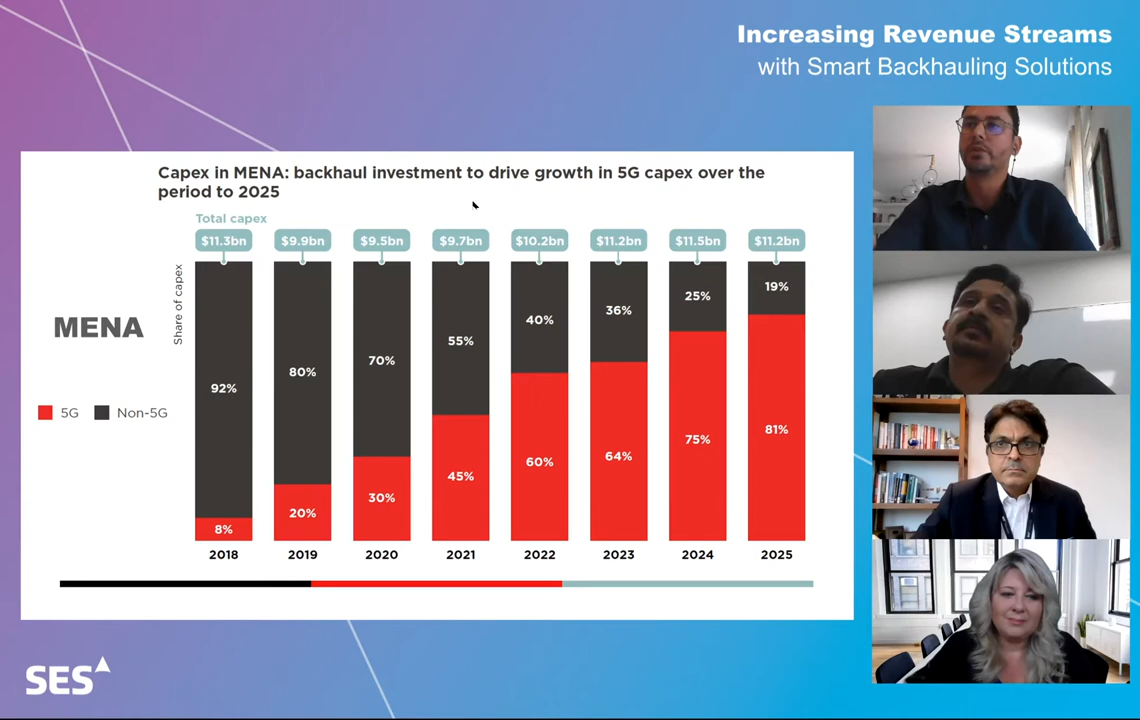 Increasing Revenue Streams
with Smart Backhauling Solutions
Capex in MENA: backhaul investment to drive growth in 5G capex over the
period to 2025
Total capex
$11.3bn $9.9bn $9.5bn $9.7bn $10.2bn $11.2bn $11.5bn $11.2bn
Share of capex
MENA
5G Non-5G
92% 80% 70% 55% 40% 36% 25% 19%
8% 20% 30% 45% 60% 64% 75% 81%
2018 2019 2020 2021 2022 2023 2024 2025
SES